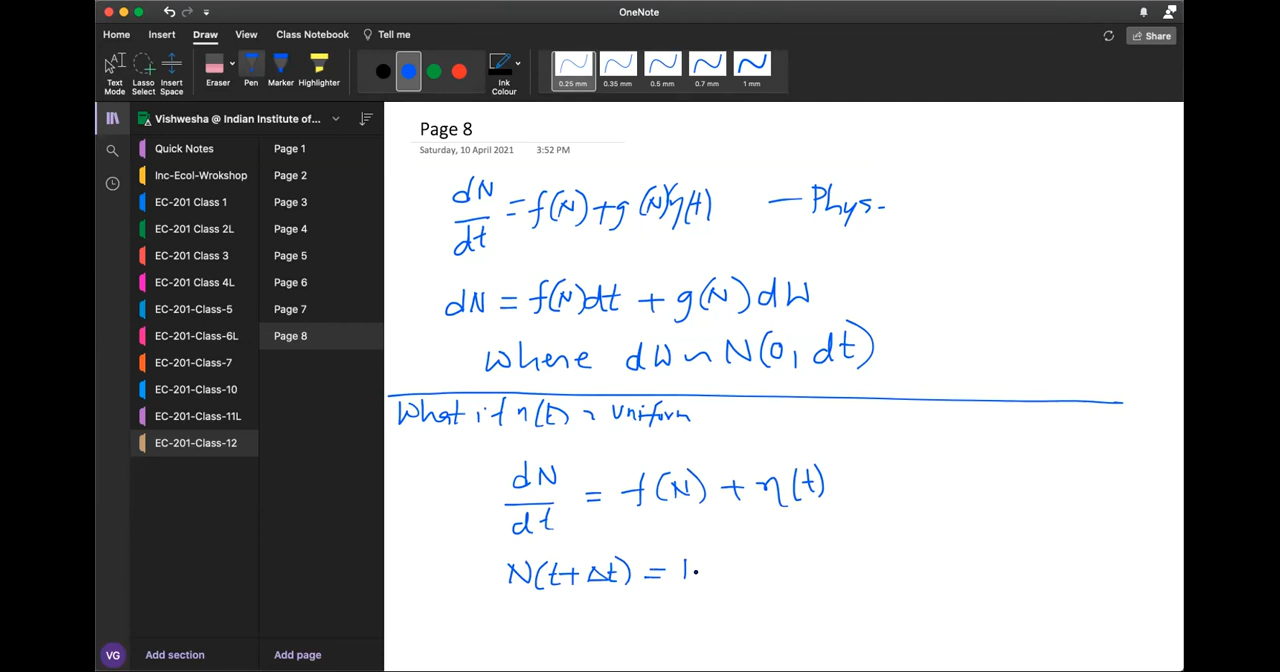 OneNote
Home Insert Draw View Class Notebook Tell me
Share
Text Mode
Lasso Select
Insert Space
Eraser
Pen
Marker
Highlighter
Ink Colour
0.25 mm 0.35 mm 0.5 mm 0.7 mm 1 mm
Vishwesha @ Indian Institute of...
Quick Notes
Inc-Ecol-Wrokshop
EC-201 Class 1
EC-201 Class 2L
EC-201 Class 3
EC-201 Class 4L
EC-201-Class-5
EC-201-Class-6L
EC-201-Class-7
EC-201-Class-10
EC-201-Class-11L
EC-201-Class-12
Page 1
Page 2
Page 3
Page 4
Page 5
Page 6
Page 7
Page 8
Page 8
Saturday, 10 April 2021 3:52 PM
dN/dt = f(N) + g(N)η(t) — Phys.
dN = f(N)dt + g(N)dW
where dW ~ N(0, dt)
What if η(t) ~ Uniform
dN/dt = f(N) + η(t)
N(t+Δt) =
VG
Add section
Add page